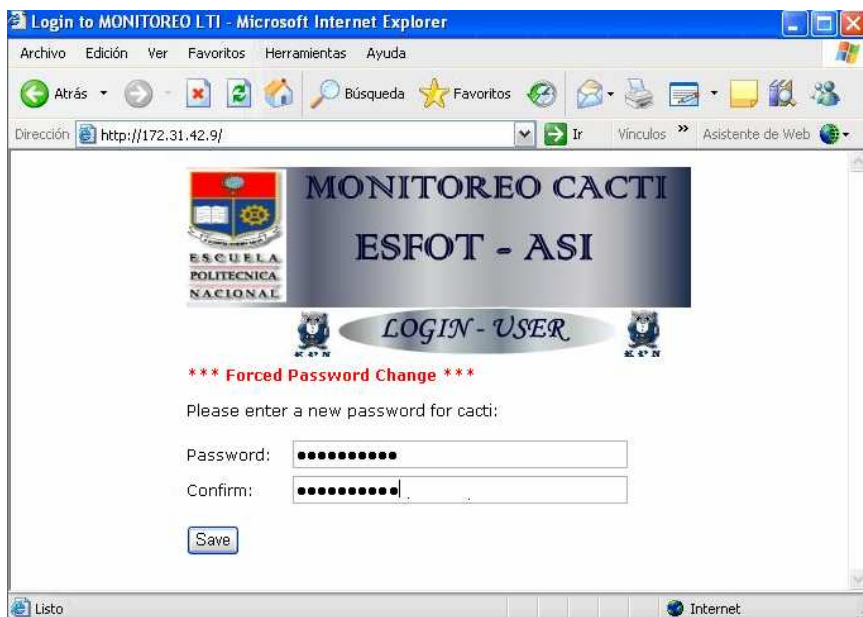 Login to MONITOREO LTI - Microsoft Internet Explorer
Archivo Edición Ver Favoritos Herramientas Ayuda
Atrás Búsqueda Favoritos
Dirección http://172.31.42.9/ Ir Vínculos » Asistente de Web
MONITOREO CACTI
ESFOT - ASI
ESCUELA
POLITECNICA
NACIONAL
LOGIN - USER
*** Forced Password Change ***
Please enter a new password for cacti:
Password: ●●●●●●●●●●
Confirm: ●●●●●●●●●●
Save
Listo Internet